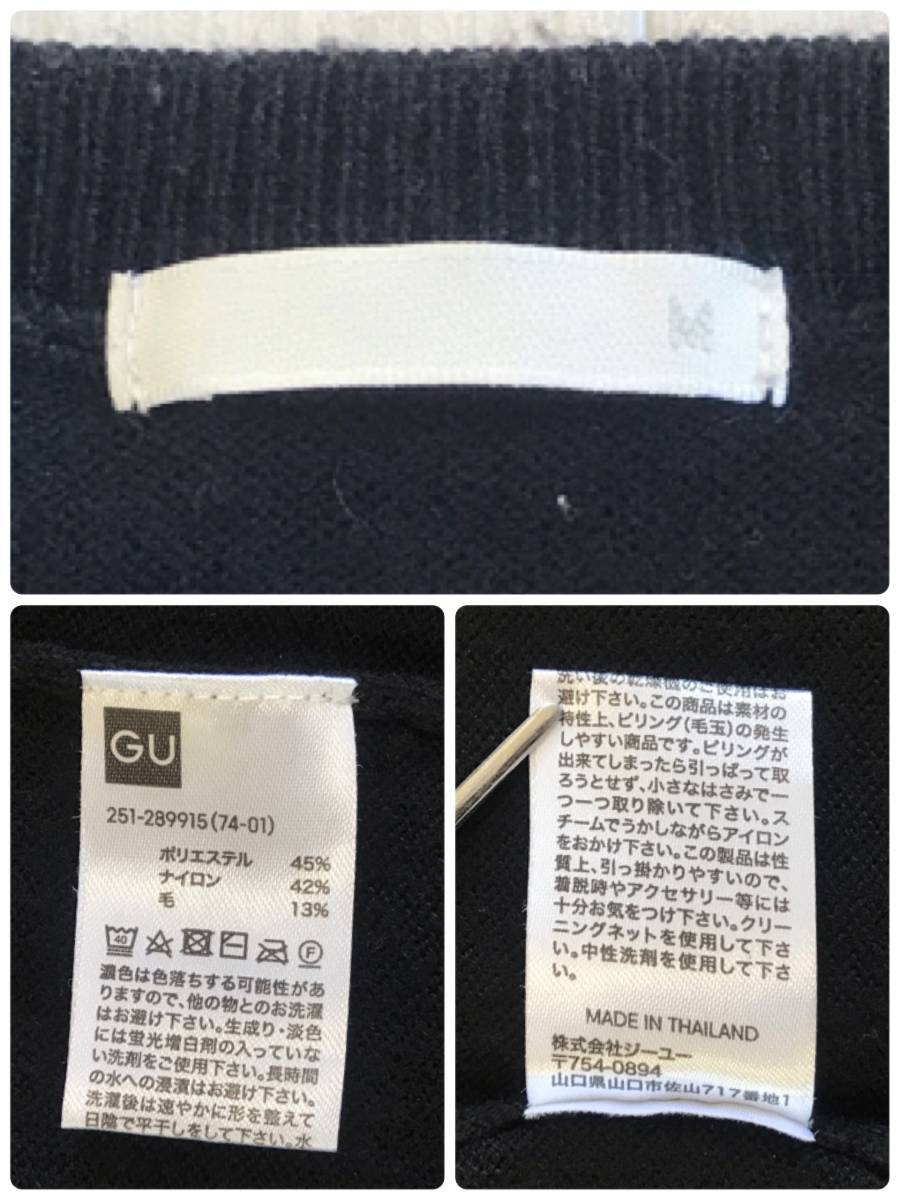 M
GU
251-289915(74-01)
ポリエステル 45%
ナイロン 42%
毛 13%
40
F
濃色は色落ちする可能性があ
りますので、他の物とのお洗濯
はお避け下さい。生成り・淡色
には蛍光増白剤の入っていな
い洗剤をご使用下さい。長時間
の水への浸漬はお避け下さい。
洗濯後は速やかに形を整えて
日陰で平干しをして下さい。水
洗い後の乾燥機のご使用はお
避け下さい。この商品は素材の
特性上、ピリング(毛玉)の発生
しやすい商品です。ピリングが
出来てしまったら引っぱって取
ろうとせず、小さなはさみで一
つ一つ取り除いて下さい。ス
チームでうかしながらアイロン
をおかけ下さい。この製品は性
質上、引っ掛かりやすいので、
着脱時やアクセサリー等には
十分お気をつけ下さい。クリー
ニングネットを使用して下さ
い。中性洗剤を使用して下さ
い。
MADE IN THAILAND
株式会社ジーユー
〒754-0894
山口県山口市佐山717番地1